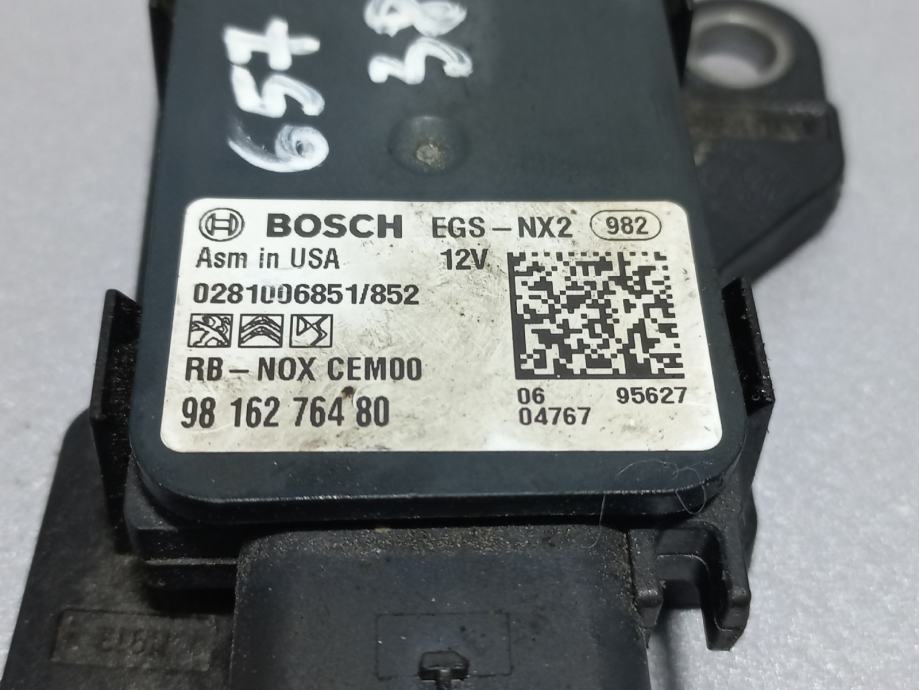 657
38
BOSCH EGS-NX2 982
Asm in USA 12V
0281006851/852
RB-NOX CEM00
98 162 764 80
06 95627
04767